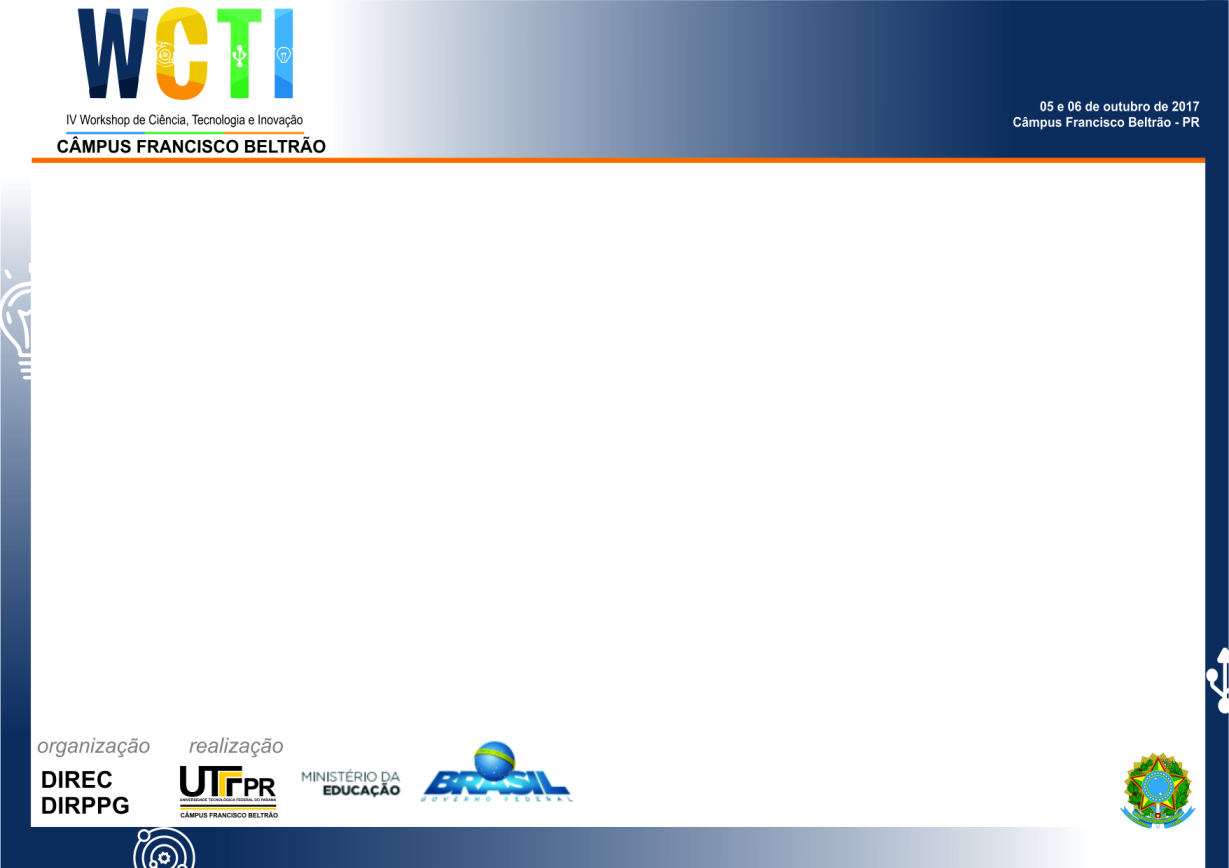 WCTI
IV Workshop de Ciência, Tecnologia e Inovação
CÂMPUS FRANCISCO BELTRÃO
05 e 06 de outubro de 2017
Câmpus Francisco Beltrão - PR
organização
DIREC
DIRPPG
realização
UTFPR
UNIVERSIDADE TECNOLÓGICA FEDERAL DO PARANÁ
CÂMPUS FRANCISCO BELTRÃO
MINISTÉRIO DA
EDUCAÇÃO
BRASIL
GOVERNO FEDERAL